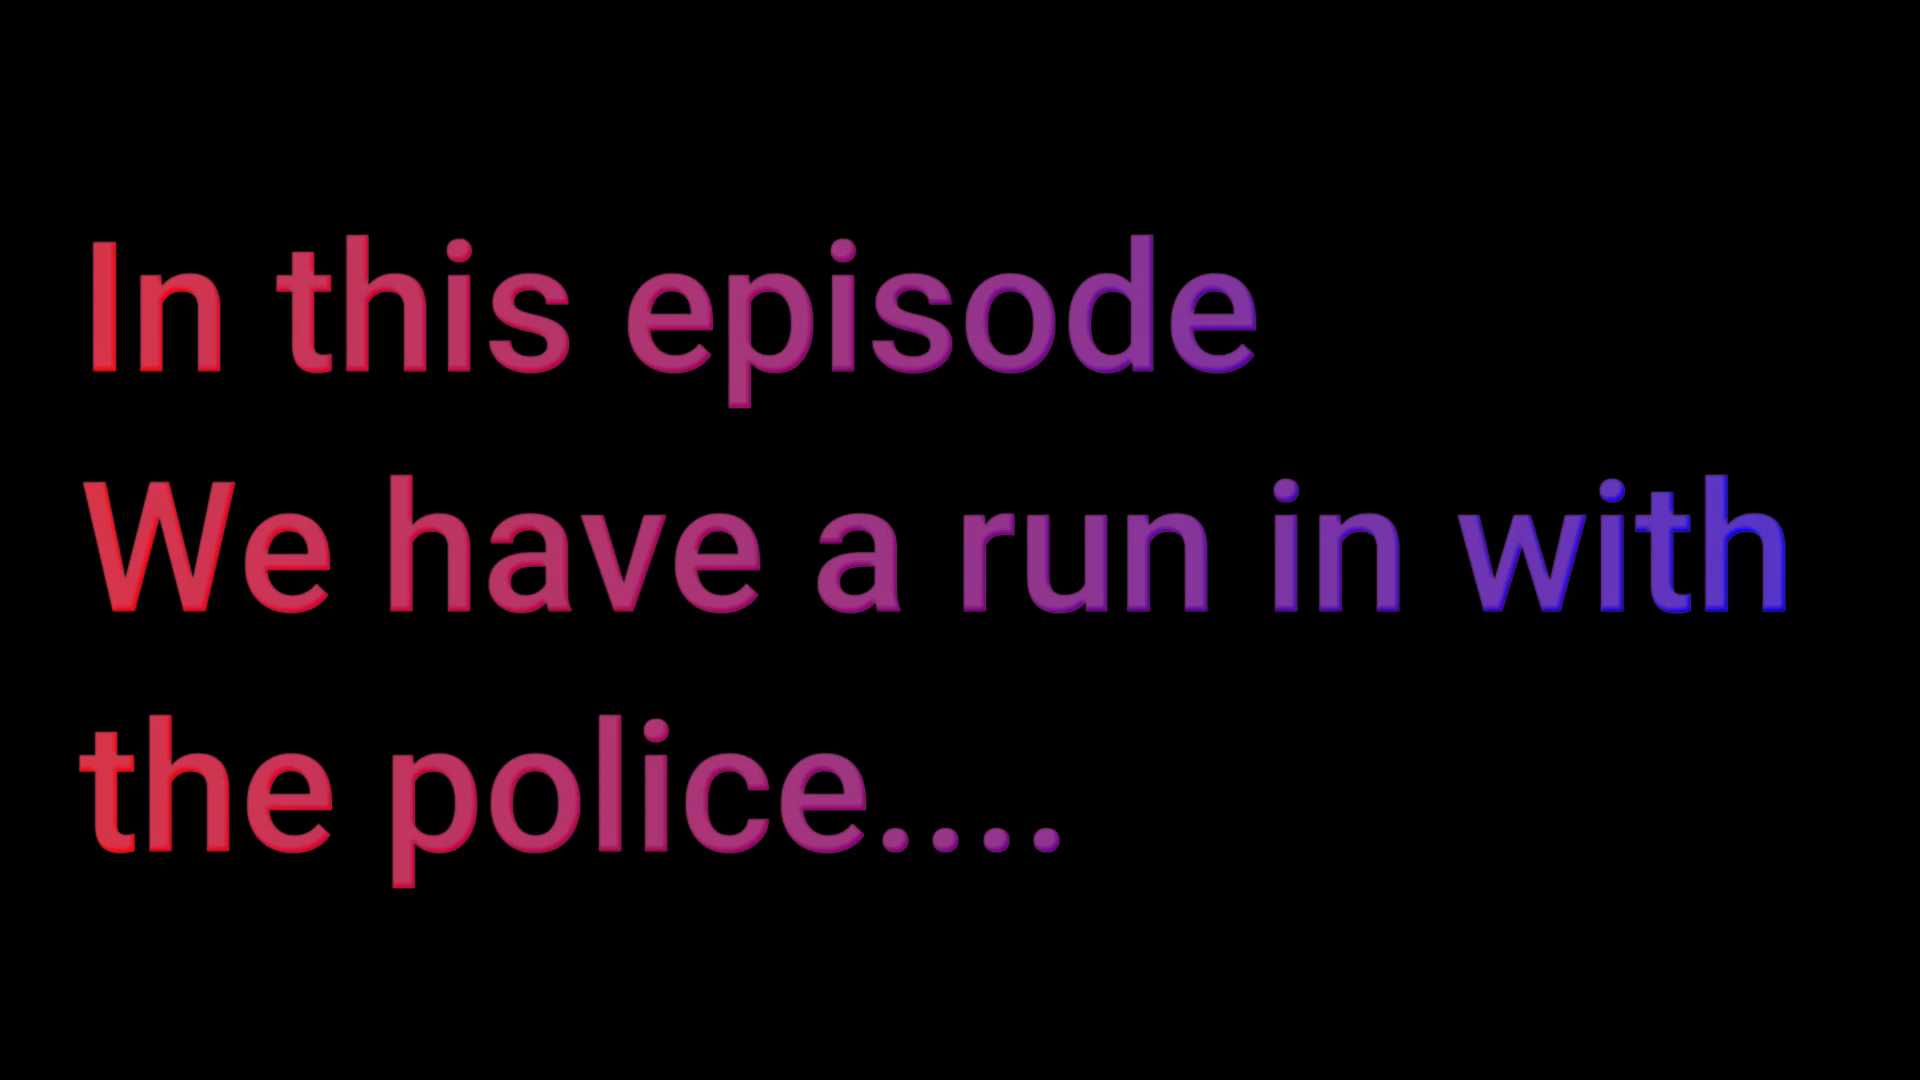 In this episode
We have a run in with
the police....